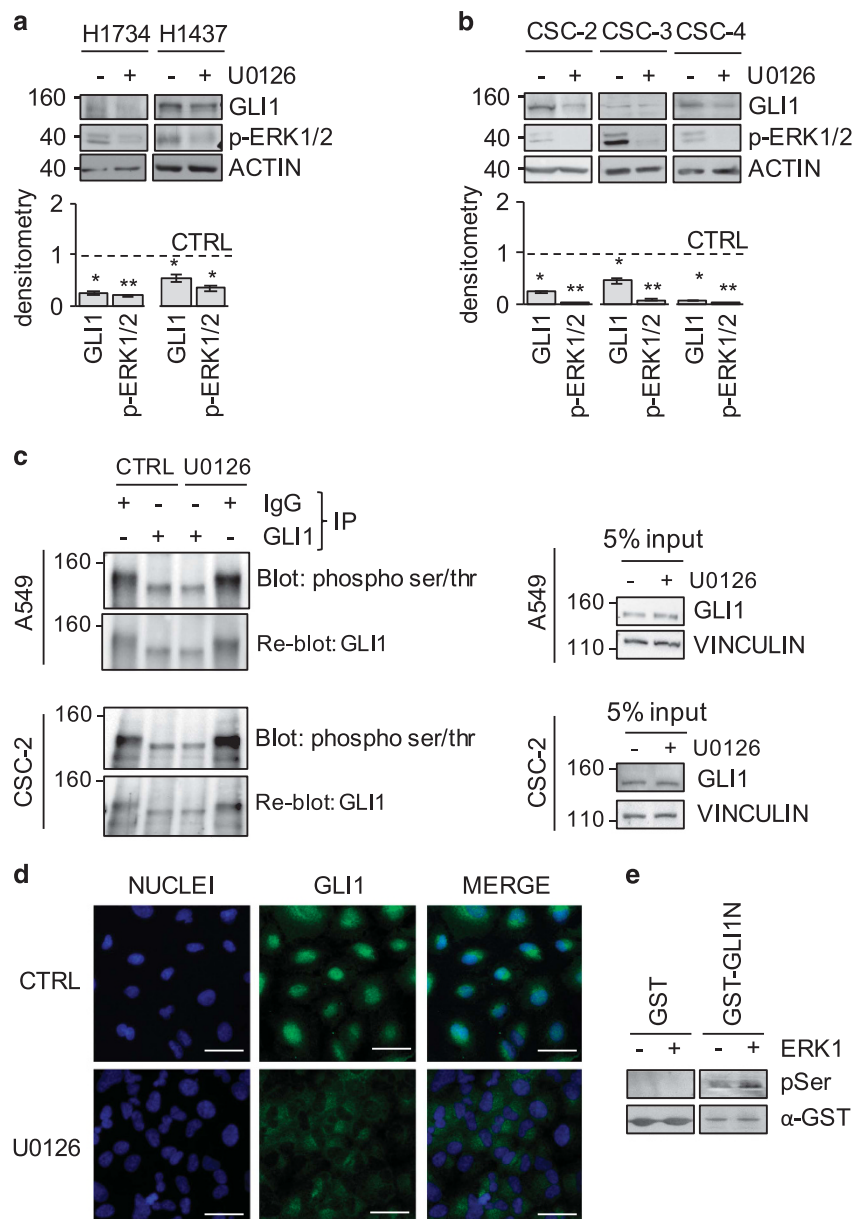 a
H1734 H1437
- + - + U0126
160 GLI1
40 p-ERK1/2
40 ACTIN
densitometry
2
1
0
CTRL
* ** * *
GLI1 p-ERK1/2 GLI1 p-ERK1/2
b
CSC-2 CSC-3 CSC-4
- + - + - + U0126
160 GLI1
40 p-ERK1/2
40 ACTIN
densitometry
2
1
0
CTRL
* ** * ** * **
GLI1 p-ERK1/2 GLI1 p-ERK1/2 GLI1 p-ERK1/2
c
CTRL U0126
+ - - + IgG
- + + - GLI1
IP
A549
160 Blot: phospho ser/thr
160 Re-blot: GLI1
A549
5% input
- + U0126
160 GLI1
110 VINCULIN
CSC-2
160 Blot: phospho ser/thr
160 Re-blot: GLI1
CSC-2
5% input
- + U0126
160 GLI1
110 VINCULIN
d
NUCLEI GLI1 MERGE
CTRL
U0126
e
GST GST-GLI1N
- + - + ERK1
pSer
α-GST